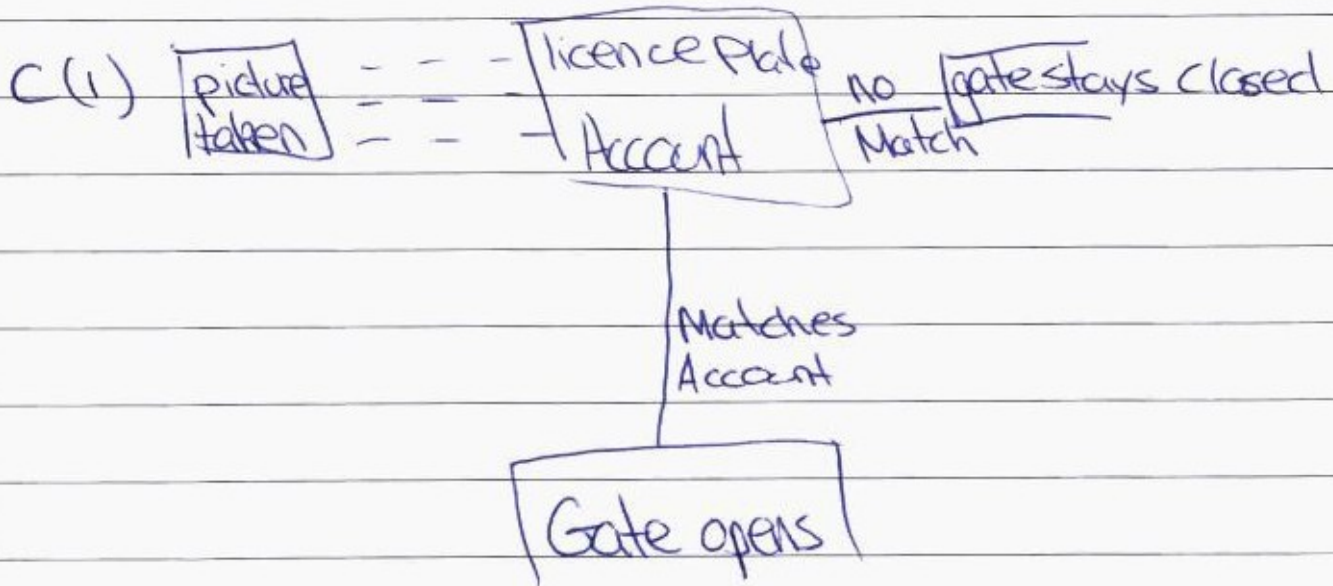 C(1) picture taken
licence plate Account
no Match
gate stays closed
Matches
Account
Gate opens